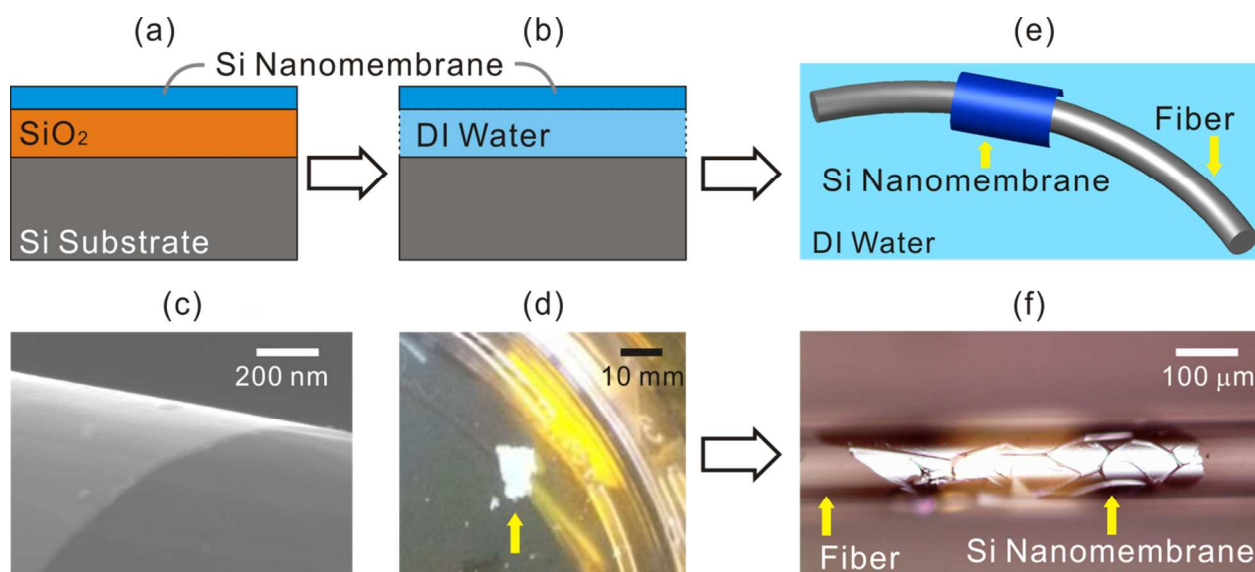 (a)
(b)
(e)
Si Nanomembrane
SiO₂
DI Water
Si Substrate
Fiber
Si Nanomembrane
DI Water
(c)
(d)
(f)
200 nm
10 mm
100 μm
Fiber
Si Nanomembrane